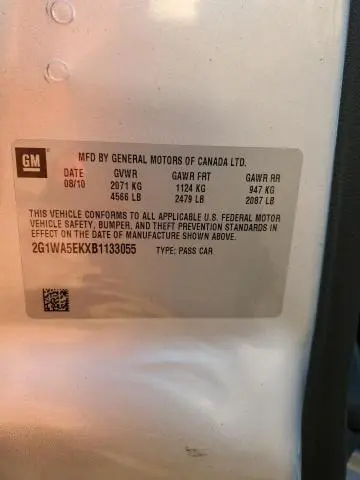 GM
MFD BY GENERAL MOTORS OF CANADA LTD.
DATE GVWR GAWR FRT GAWR RR
08/10 2071 KG 1124 KG 947 KG
4566 LB 2479 LB 2087 LB
THIS VEHICLE CONFORMS TO ALL APPLICABLE U.S. FEDERAL MOTOR
VEHICLE SAFETY, BUMPER, AND THEFT PREVENTION STANDARDS IN
EFFECT ON THE DATE OF MANUFACTURE SHOWN ABOVE.
2G1WA5EKXB1133055 TYPE: PASS CAR